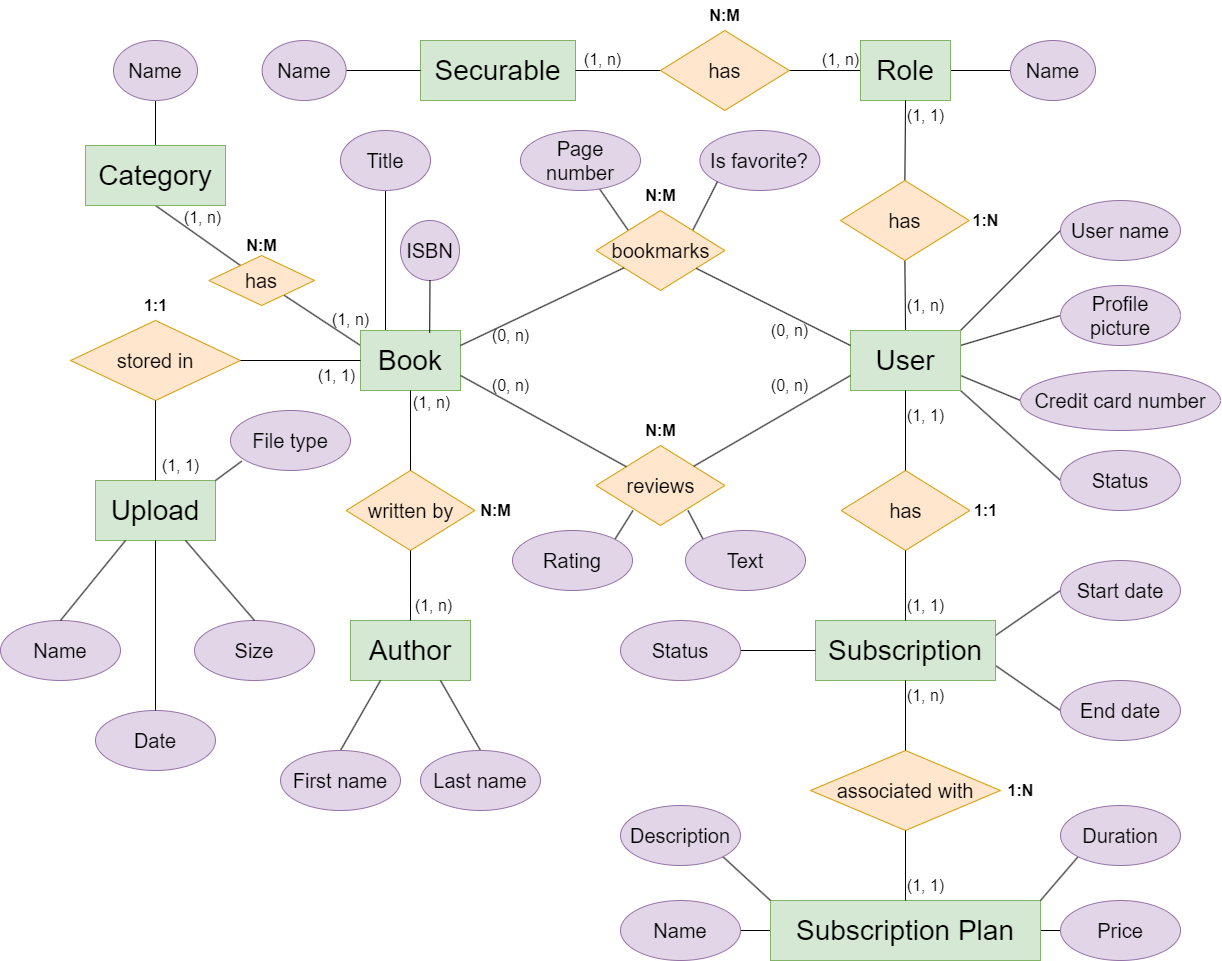 N:M
Name
Name
Securable
(1, n)
has
(1, n)
Role
Name
(1, 1)
Category
(1, n)
Title
Page
number
Is favorite?
N:M
ISBN
N:M
has
bookmarks
has
1:N
User name
1:1
(1, n)
(0, n)
(0, n)
(1, n)
Profile
picture
stored in
(1, 1)
Book
User
(1, n)
(0, n)
(0, n)
(1, 1)
Credit card number
File type
N:M
(1, 1)
Upload
written by
N:M
reviews
has
1:1
Status
Rating
Text
(1, n)
(1, 1)
Start date
Name
Size
Author
Status
Subscription
(1, n)
End date
Date
First name
Last name
associated with
1:N
Description
Duration
(1, 1)
Name
Subscription Plan
Price